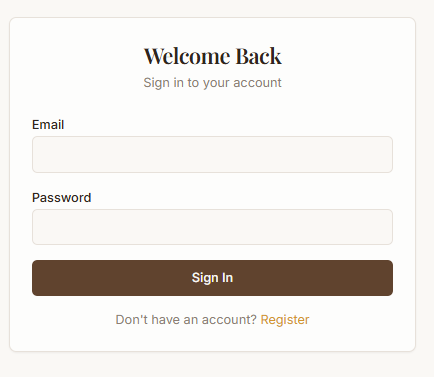 Welcome Back
Sign in to your account
Email
Password
Sign In
Don't have an account? Register